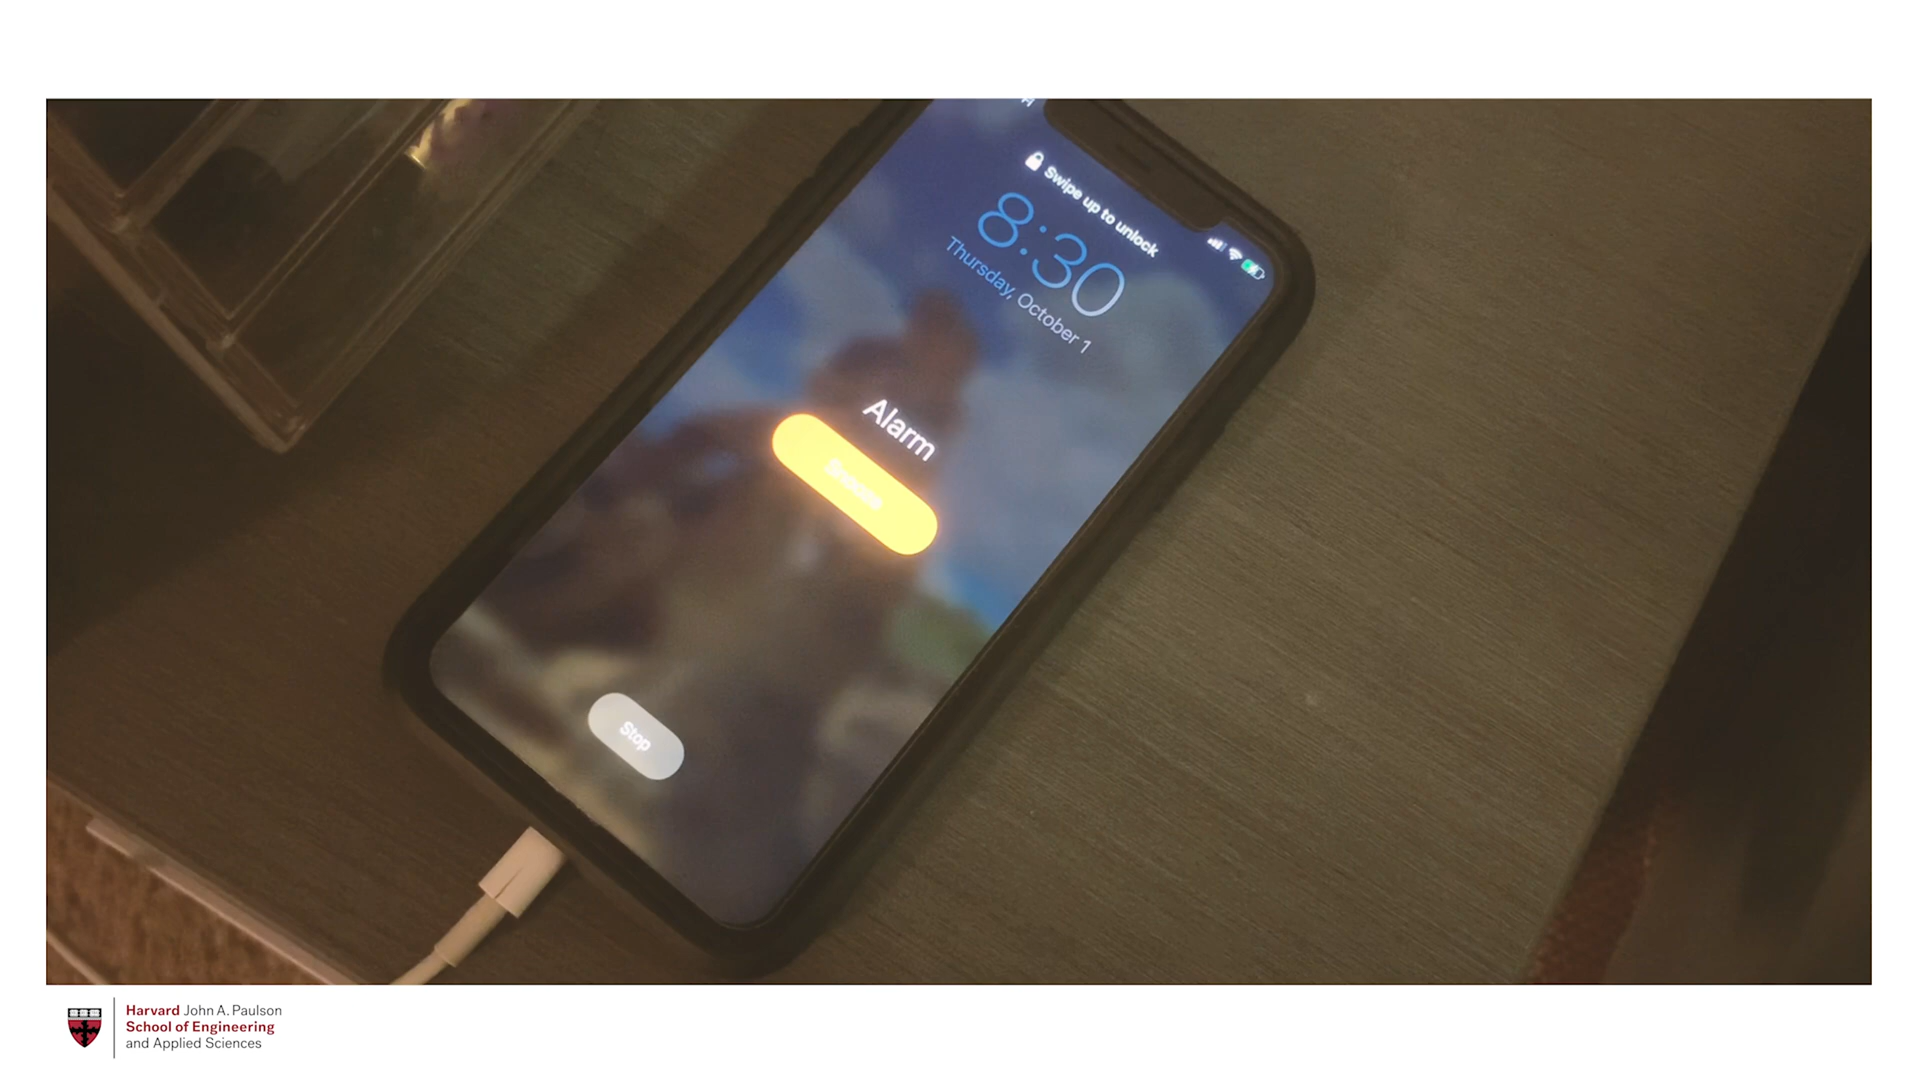 Swipe up to unlock
8:30
Thursday, October 1
Alarm
Snooze
Stop
Harvard John A. Paulson
School of Engineering
and Applied Sciences